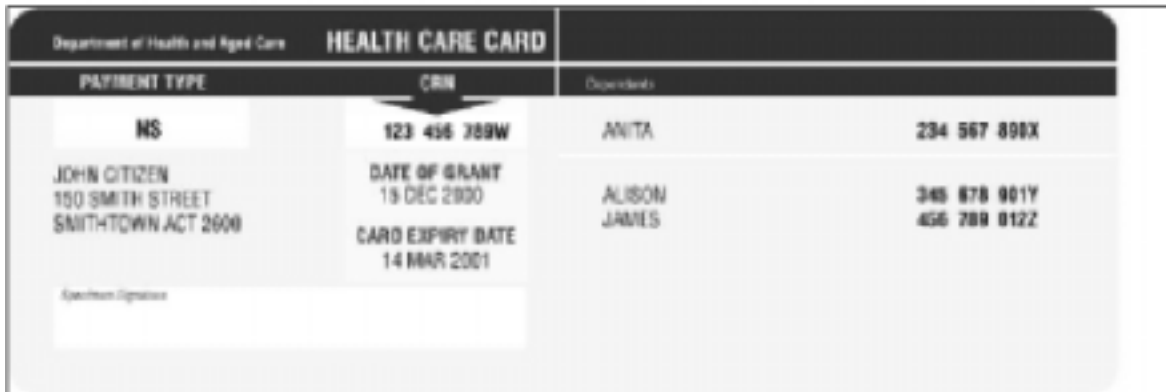 Department of Health and Aged Care
HEALTH CARE CARD
PAYMENT TYPE
CRN
Dependants
NS
123 456 789W
JOHN CITIZEN
150 SMITH STREET
SMITHTOWN ACT 2600
DATE OF GRANT
15 DEC 2000
CARD EXPIRY DATE
14 MAR 2001
Specimen Signature
ANITA 234 567 890X
ALISON 345 678 901Y
JAMES 456 789 012Z